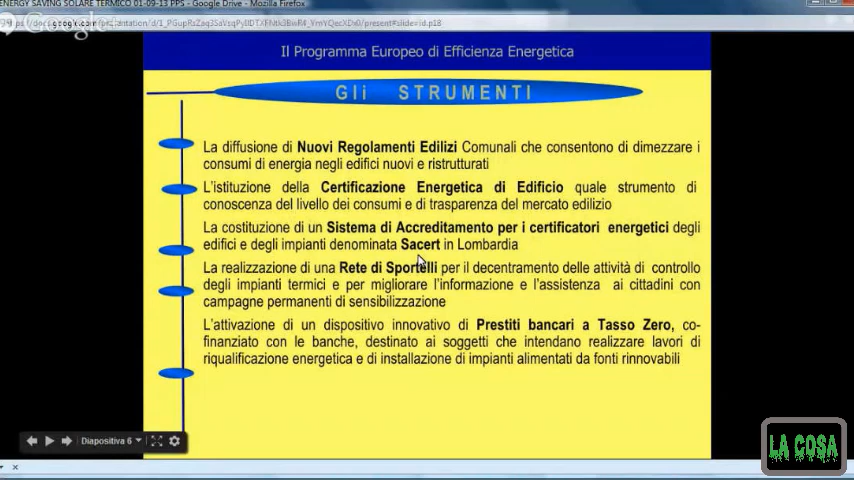 ENERGY SAVING SOLARE TERMICO 01-09-13 PPS - Google Drive - Mozilla Firefox
Google
Il Programma Europeo di Efficienza Energetica
Gli STRUMENTI
La diffusione di Nuovi Regolamenti Edilizi Comunali che consentono di dimezzare i
consumi di energia negli edifici nuovi e ristrutturati
L'istituzione della Certificazione Energetica di Edificio quale strumento di
conoscenza del livello dei consumi e di trasparenza del mercato edilizio
La costituzione di un Sistema di Accreditamento per i certificatori energetici degli
edifici e degli impianti denominata Sacert in Lombardia
La realizzazione di una Rete di Sportelli per il decentramento delle attività di controllo
degli impianti termici e per migliorare l'informazione e l'assistenza ai cittadini con
campagne permanenti di sensibilizzazione
L'attivazione di un dispositivo innovativo di Prestiti bancari a Tasso Zero, co-
finanziato con le banche, destinato ai soggetti che intendano realizzare lavori di
riqualificazione energetica e di installazione di impianti alimentati da fonti rinnovabili
Diapositiva 6
LA COSA